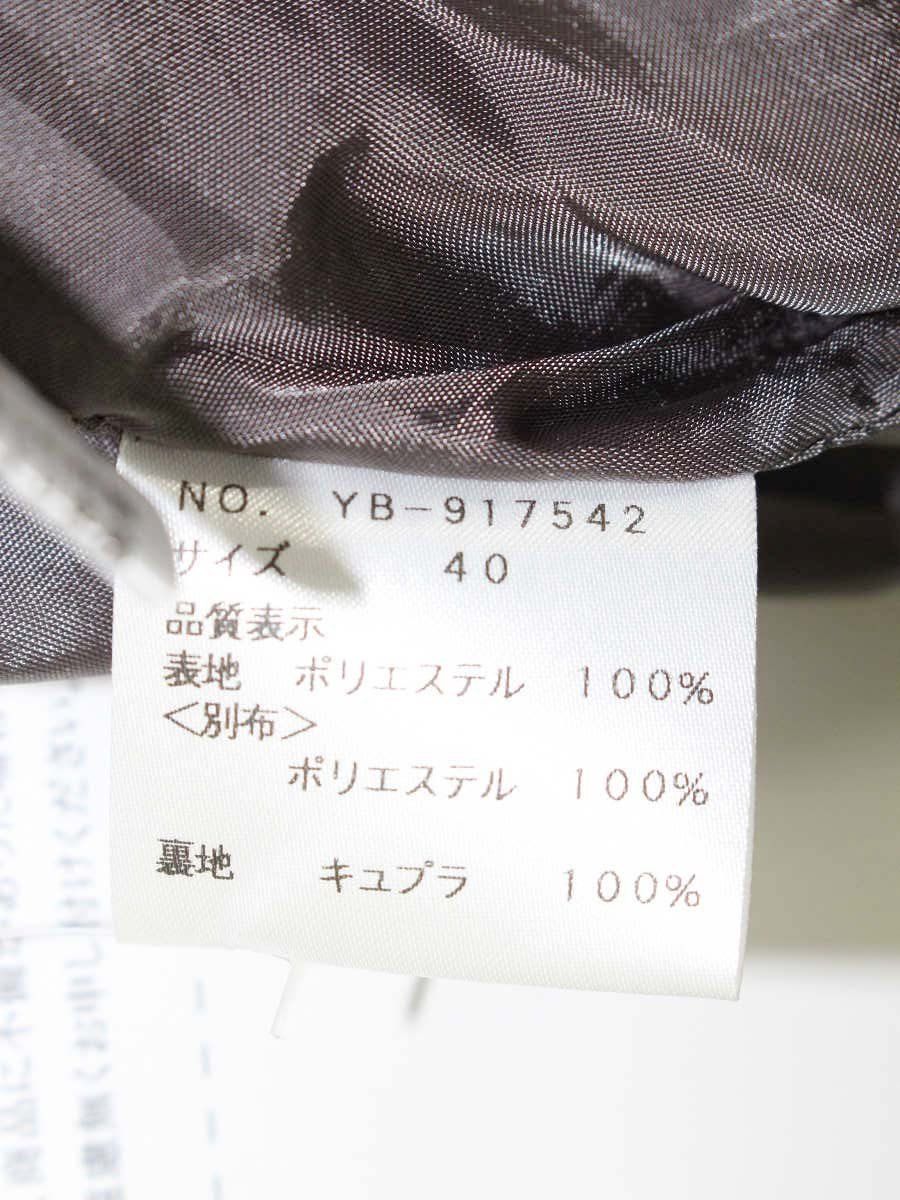 NO. YB-917542
サイズ 40
品質表示
表地 ポリエステル 100%
<別布>
ポリエステル 100%
裏地 キュプラ 100%